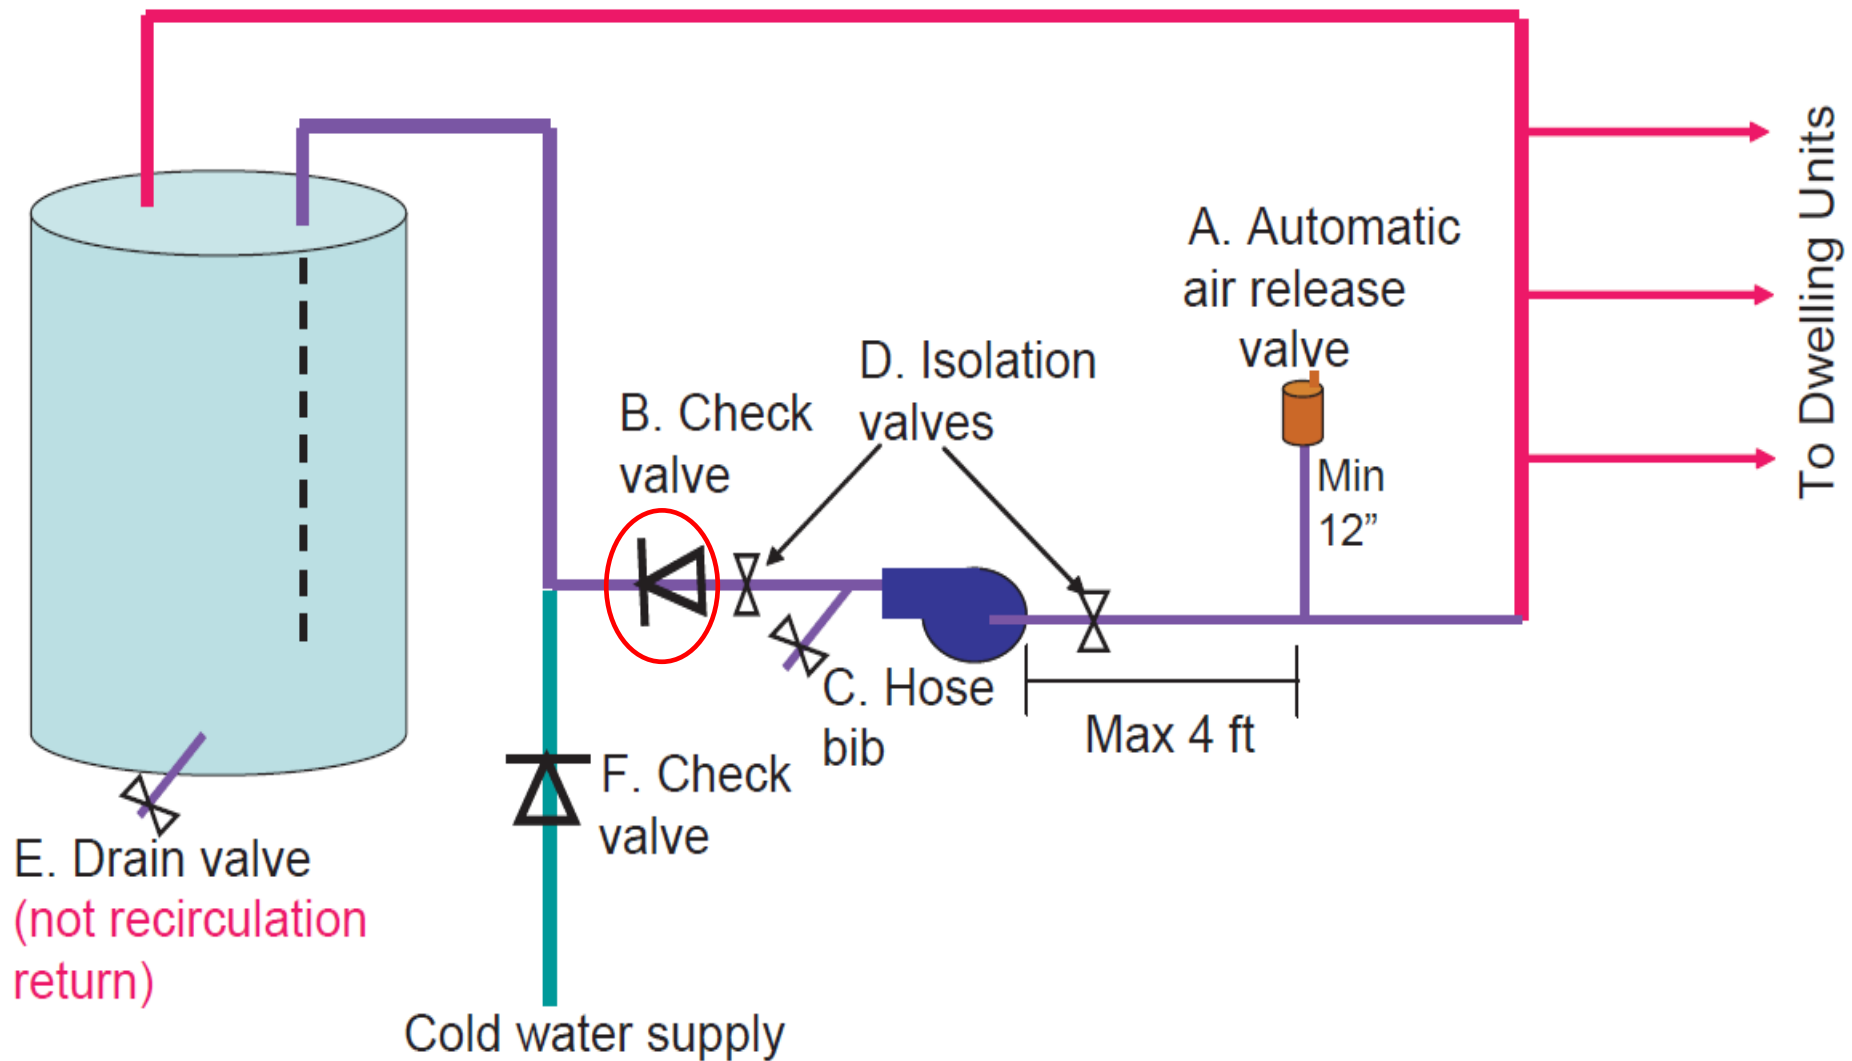 To Dwelling Units
A. Automatic
air release
valve
D. Isolation
valves
B. Check
valve
Min
12”
C. Hose
bib
Max 4 ft
F. Check
valve
E. Drain valve
(not recirculation
return)
Cold water supply